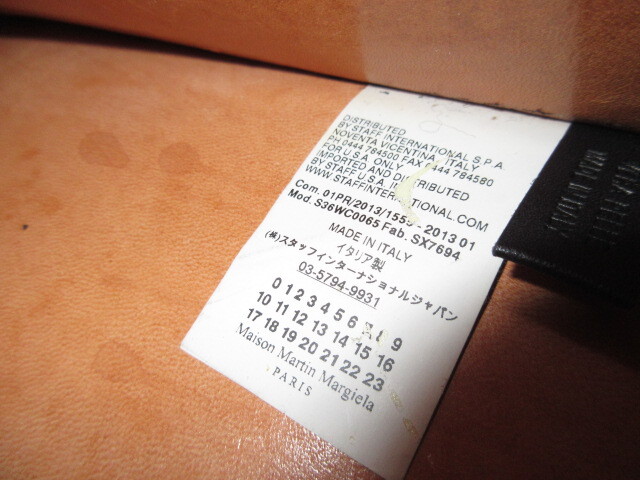 DISTRIBUTED
BY STAFF INTERNATIONAL S.P.A
NOVENTA VICENTINA, ITALY
PH 0444 784500 FAX 0444 784580
FOR U.S.A. ONLY
IMPORTED AND DISTRIBUTED
BY STAFF U.S.A. INC.
WWW.STAFFINTERNATIONAL.COM
Com. 01PR/2013/1555 - 2013 01
Mod. S36WC0065 Fab. SX7694
MADE IN ITALY
イタリア製
(株)スタッフインターナショナルジャパン
03-5794-9931
0 1 2 3 4 5 6 7 8 9
10 11 12 13 14 15 16
17 18 19 20 21 22 23
Maison Martin Margiela
PARIS